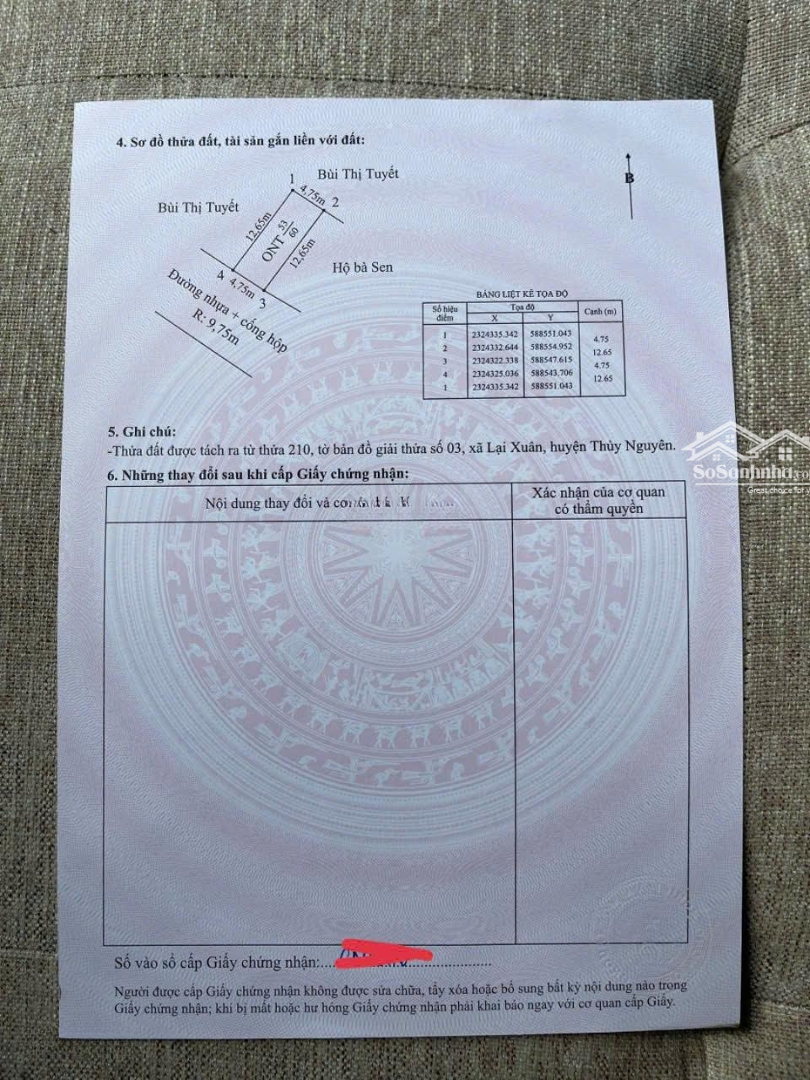 4. Sơ đồ thửa đất, tài sản gắn liền với đất:
1
Bùi Thị Tuyết
B
4,75m
2
Bùi Thị Tuyết
12,65m
ONT 53/60
12,65m
Hộ bà Sen
4
4,75m
3
Đường nhựa + cống hộp
R: 9,75m
BẢNG LIỆT KÊ TỌA ĐỘ
Số hiệu điểm Tọa độ Cạnh (m)
X Y
1 2324335.342 588551.043
4.75
2 2324332.644 588554.952
12.65
3 2324322.338 588547.615
4.75
4 2324325.036 588543.706
12.65
1 2324335.342 588551.043
5. Ghi chú:
-Thửa đất được tách ra từ thửa 210, tờ bản đồ giải thửa số 03, xã Lại Xuân, huyện Thủy Nguyên.
6. Những thay đổi sau khi cấp Giấy chứng nhận:
Nội dung thay đổi và cơ
Xác nhận của cơ quan
có thẩm quyền
Số vào sổ cấp Giấy chứng nhận:
Người được cấp Giấy chứng nhận không được sửa chữa, tẩy xóa hoặc bổ sung bất kỳ nội dung nào trong
Giấy chứng nhận; khi bị mất hoặc hư hỏng Giấy chứng nhận phải khai báo ngay với cơ quan cấp Giấy.